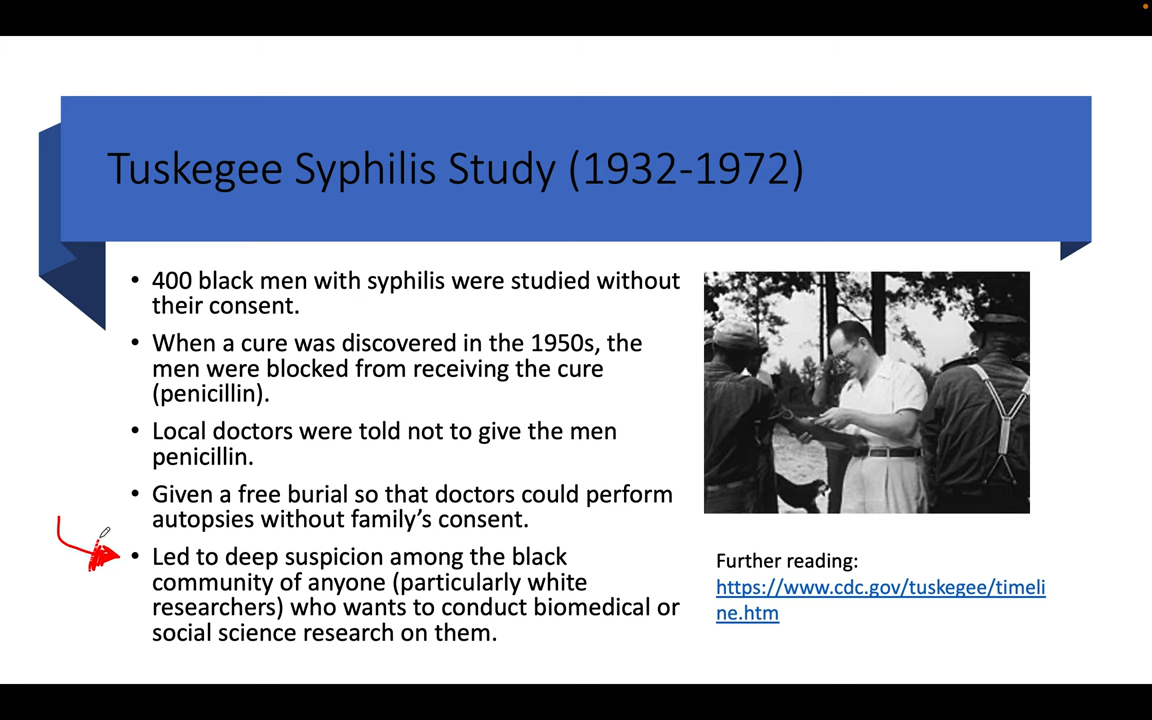 Tuskegee Syphilis Study (1932-1972)
• 400 black men with syphilis were studied without
their consent.
• When a cure was discovered in the 1950s, the
men were blocked from receiving the cure
(penicillin).
• Local doctors were told not to give the men
penicillin.
• Given a free burial so that doctors could perform
autopsies without family’s consent.
• Led to deep suspicion among the black
community of anyone (particularly white
researchers) who wants to conduct biomedical or
social science research on them.
Further reading:
https://www.cdc.gov/tuskegee/timeli
ne.htm